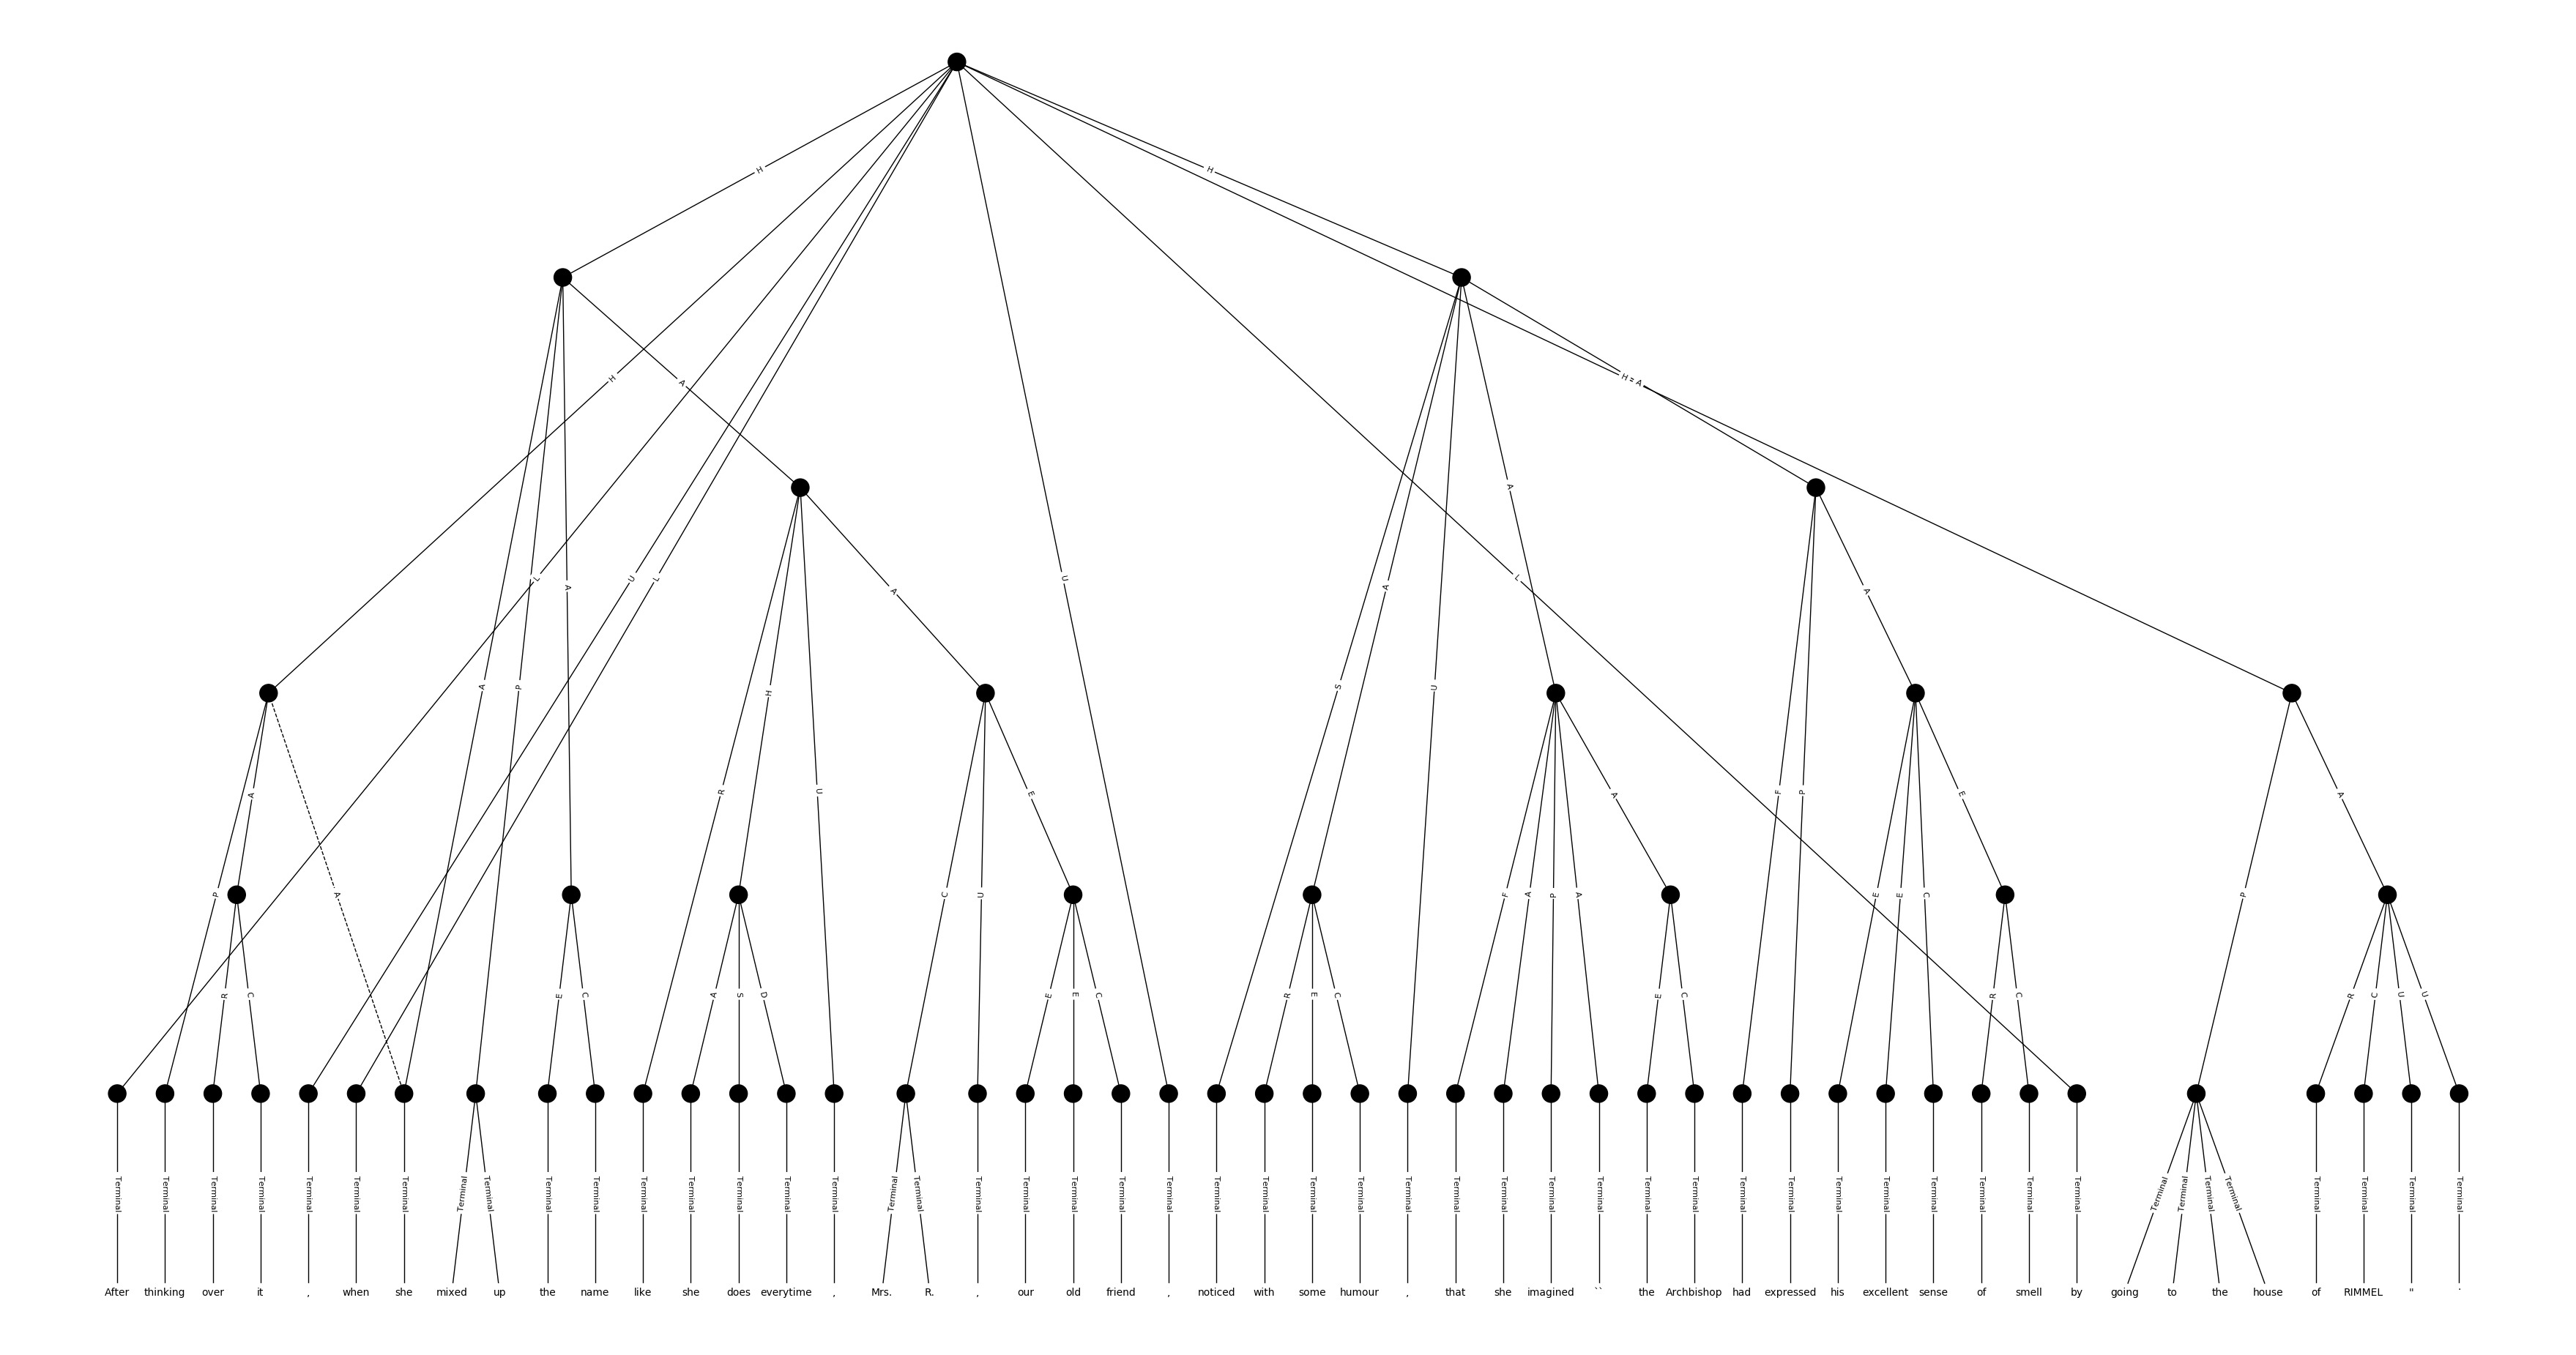 H H
H A H A
A
L U L A U L
A P A A A
S U H
R U E F P A E A
A P A C U F A P A E E C P
R C A S D E C E E C R E C E C R C R C U U
Terminal Terminal Terminal Terminal Terminal Terminal Terminal Terminal Terminal Terminal Terminal Terminal Terminal Terminal Terminal Terminal Terminal Terminal Terminal Terminal Terminal Terminal Terminal Terminal Terminal Terminal Terminal Terminal Terminal Terminal Terminal Terminal Terminal Terminal Terminal Terminal Terminal Terminal Terminal Terminal Terminal Terminal Terminal Terminal Terminal Terminal Terminal Terminal Terminal Terminal
After thinking over it , when she mixed up the name like she does everytime , Mrs. R. , our old friend , noticed with some humour , that she imagined `` the Archbishop had expressed his excellent sense of smell by going to the house of RIMMEL " .